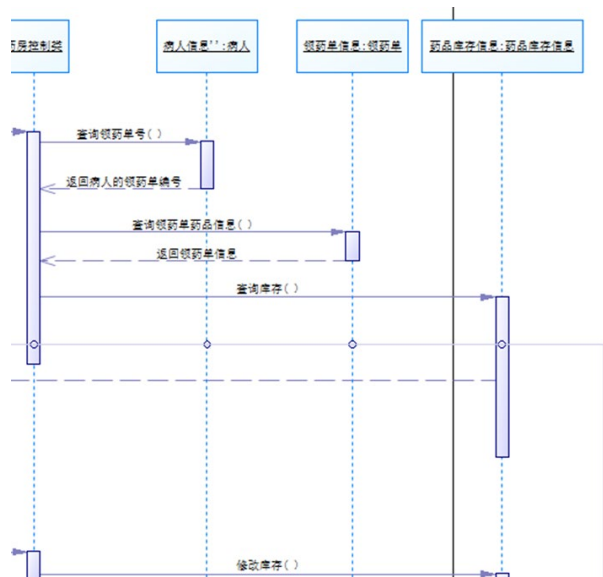 房控制类
病人信息'':病人
领药单信息:领药单
药品库存信息:药品库存信息
查询领药单号( )
返回病人的领药单编号
查询领药单药品信息( )
返回领药单信息
查询库存( )
修改库存( )